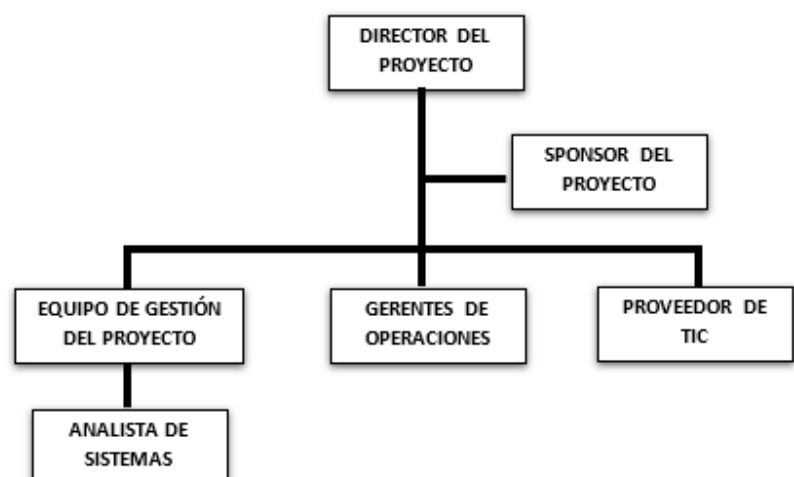 DIRECTOR DEL
PROYECTO
SPONSOR DEL
PROYECTO
EQUIPO DE GESTIÓN
DEL PROYECTO
GERENTES DE
OPERACIONES
PROVEEDOR DE
TIC
ANALISTA DE
SISTEMAS